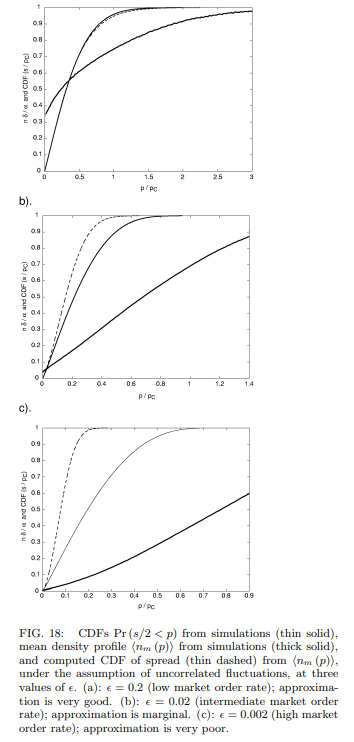 1
0.9
0.8
0.7
0.6
0.5
0.4
0.3
0.2
0.1
0
n δ / α and CDF (s / pC)
0 0.5 1 1.5 2 2.5 3
p / pC
b).
1
0.9
0.8
0.7
0.6
0.5
0.4
0.3
0.2
0.1
0
n δ / α and CDF (s / pC)
0 0.2 0.4 0.6 0.8 1 1.2 1.4
p / pC
c).
1
0.9
0.8
0.7
0.6
0.5
0.4
0.3
0.2
0.1
0
n δ / α and CDF (s / pC)
0 0.1 0.2 0.3 0.4 0.5 0.6 0.7 0.8 0.9
p / pC
FIG. 18: CDFs Pr (s/2 < p) from simulations (thin solid),
mean density profile ⟨nm (p)⟩ from simulations (thick solid),
and computed CDF of spread (thin dashed) from ⟨nm (p)⟩,
under the assumption of uncorrelated fluctuations, at three
values of ϵ. (a): ϵ = 0.2 (low market order rate); approxima-
tion is very good. (b): ϵ = 0.02 (intermediate market order
rate); approximation is marginal. (c): ϵ = 0.002 (high market
order rate); approximation is very poor.